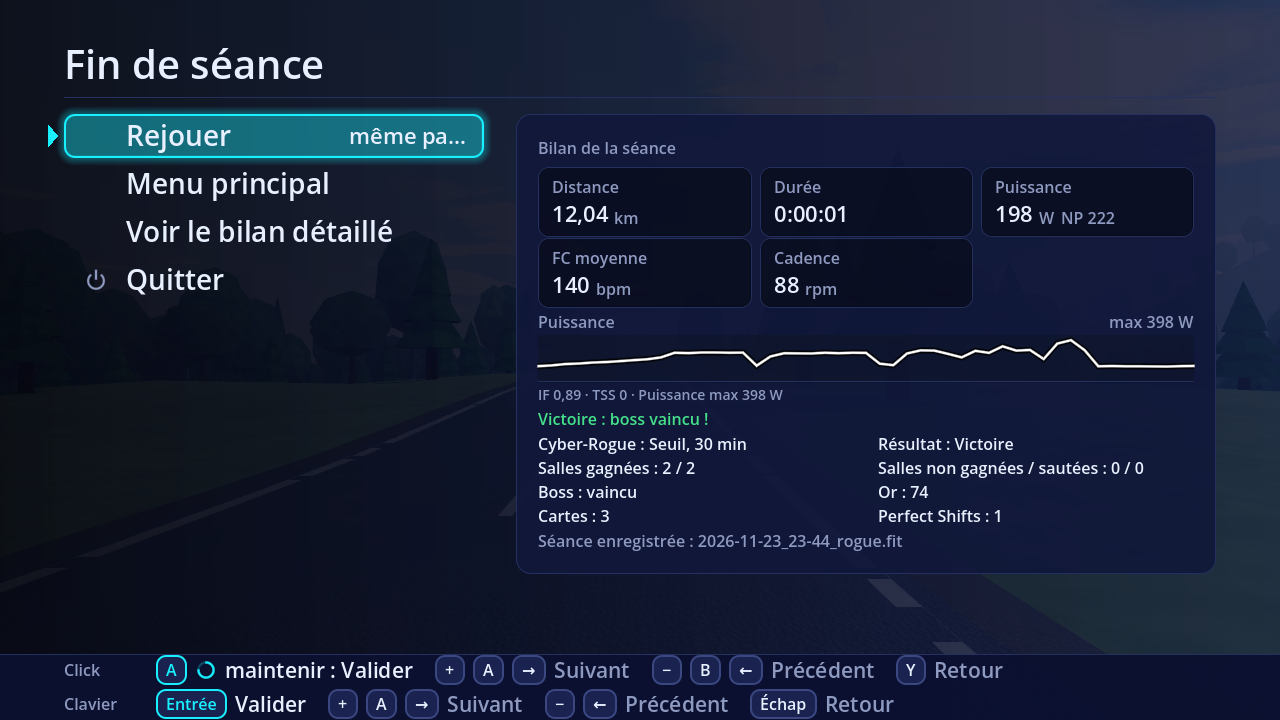 Fin de séance
Rejouer même pa...
Menu principal
Voir le bilan détaillé
Quitter
Bilan de la séance
Distance
12,04 km
Durée
0:00:01
Puissance
198 W NP 222
FC moyenne
140 bpm
Cadence
88 rpm
Puissance max 398 W
IF 0,89 · TSS 0 · Puissance max 398 W
Victoire : boss vaincu !
Cyber-Rogue : Seuil, 30 min
Résultat : Victoire
Salles gagnées : 2 / 2
Salles non gagnées / sautées : 0 / 0
Boss : vaincu
Or : 74
Cartes : 3
Perfect Shifts : 1
Séance enregistrée : 2026-11-23_23-44_rogue.fit
Click A maintenir : Valider + A → Suivant − B ← Précédent Y Retour
Clavier Entrée Valider + A → Suivant − ← Précédent Échap Retour